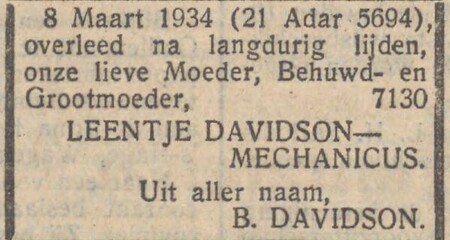 8 Maart 1934 (21 Adar 5694),
overleed na langdurig lijden,
onze lieve Moeder, Behuwd- en
Grootmoeder, 7130
LEENTJE DAVIDSON—
MECHANICUS.
Uit aller naam,
B. DAVIDSON.